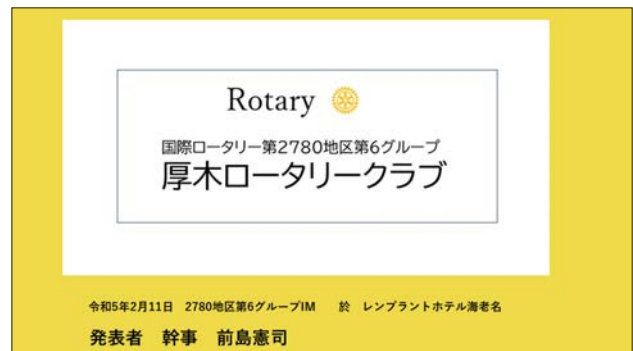 Rotary
国際ロータリー第2780地区第6グループ
厚木ロータリークラブ
令和5年2月11日　2780地区第6グループIM　　於　レンブラントホテル海老名
発表者　幹事　前島憲司